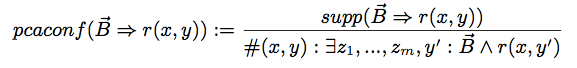 pcaconf(B⃗ ⇒ r(x, y)) := supp(B⃗ ⇒ r(x, y))
#(x, y) : ∃z₁, ..., zₘ, y′ : B⃗ ∧ r(x, y′)